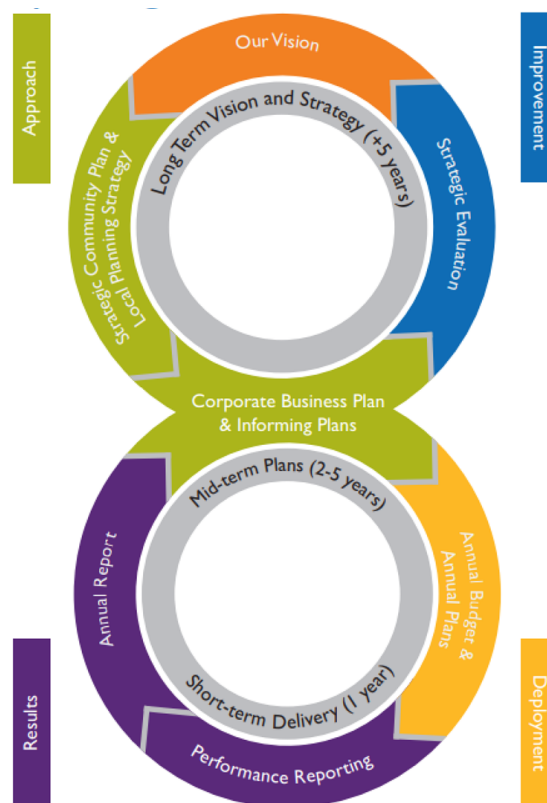 Our Vision
Approach
Improvement
Long Term Vision and Strategy (+5 years)
Strategic Community Plan &
Local Planning Strategy
Strategic Evaluation
Corporate Business Plan
& Informing Plans
Mid-term Plans (2-5 years)
Annual Report
Annual Budget &
Annual Plans
Short-term Delivery (1 year)
Performance Reporting
Results
Deployment